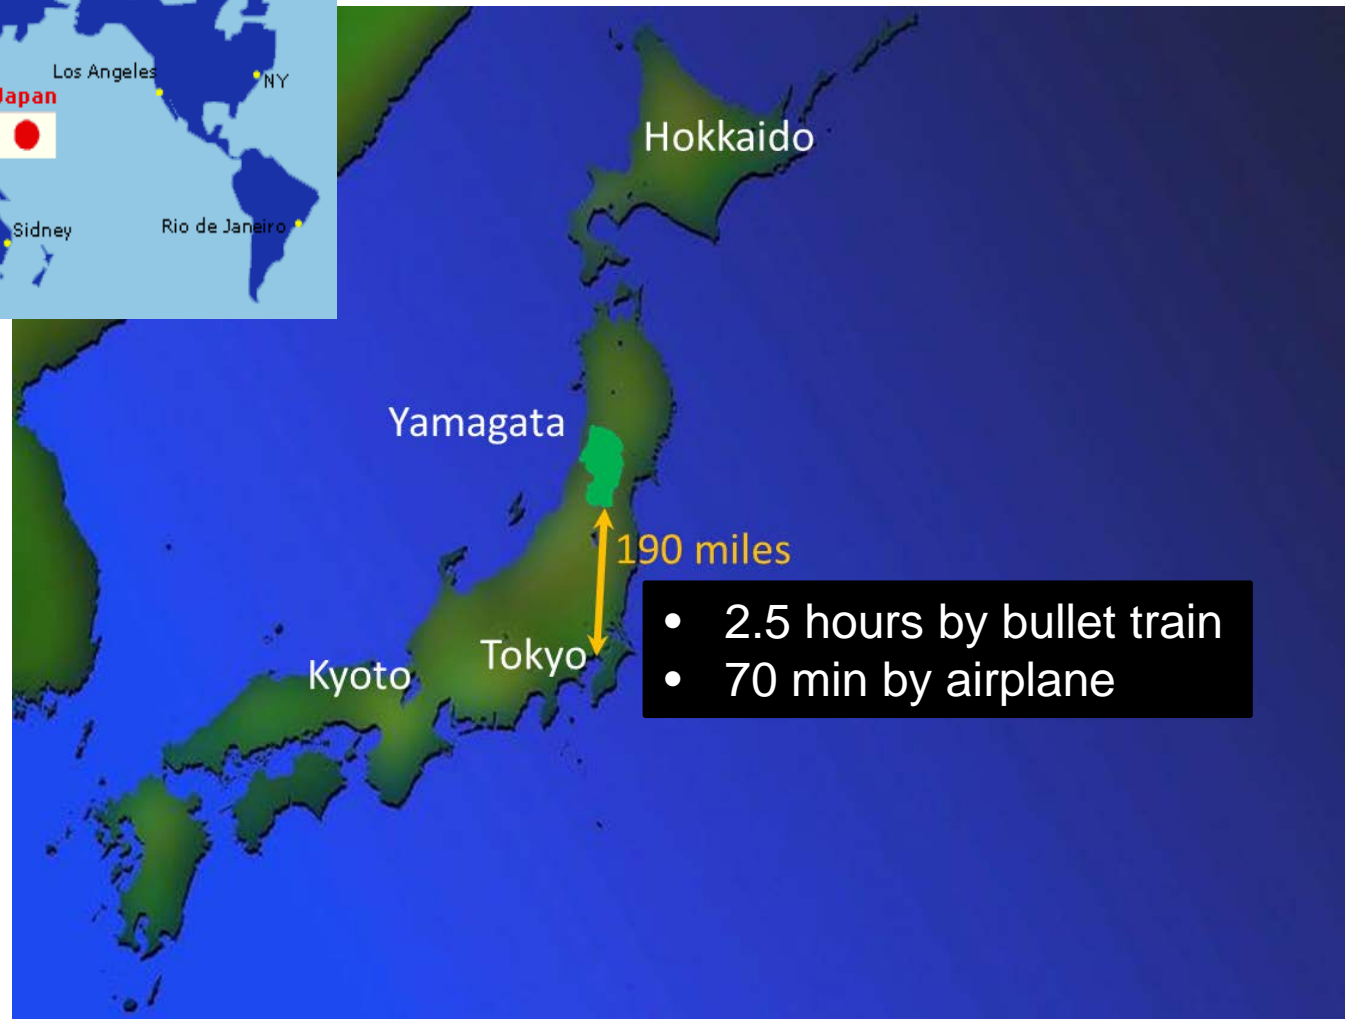 Los Angeles
NY
Japan
Sidney
Rio de Janeiro
Hokkaido
Yamagata
190 miles
• 2.5 hours by bullet train
• 70 min by airplane
Tokyo
Kyoto